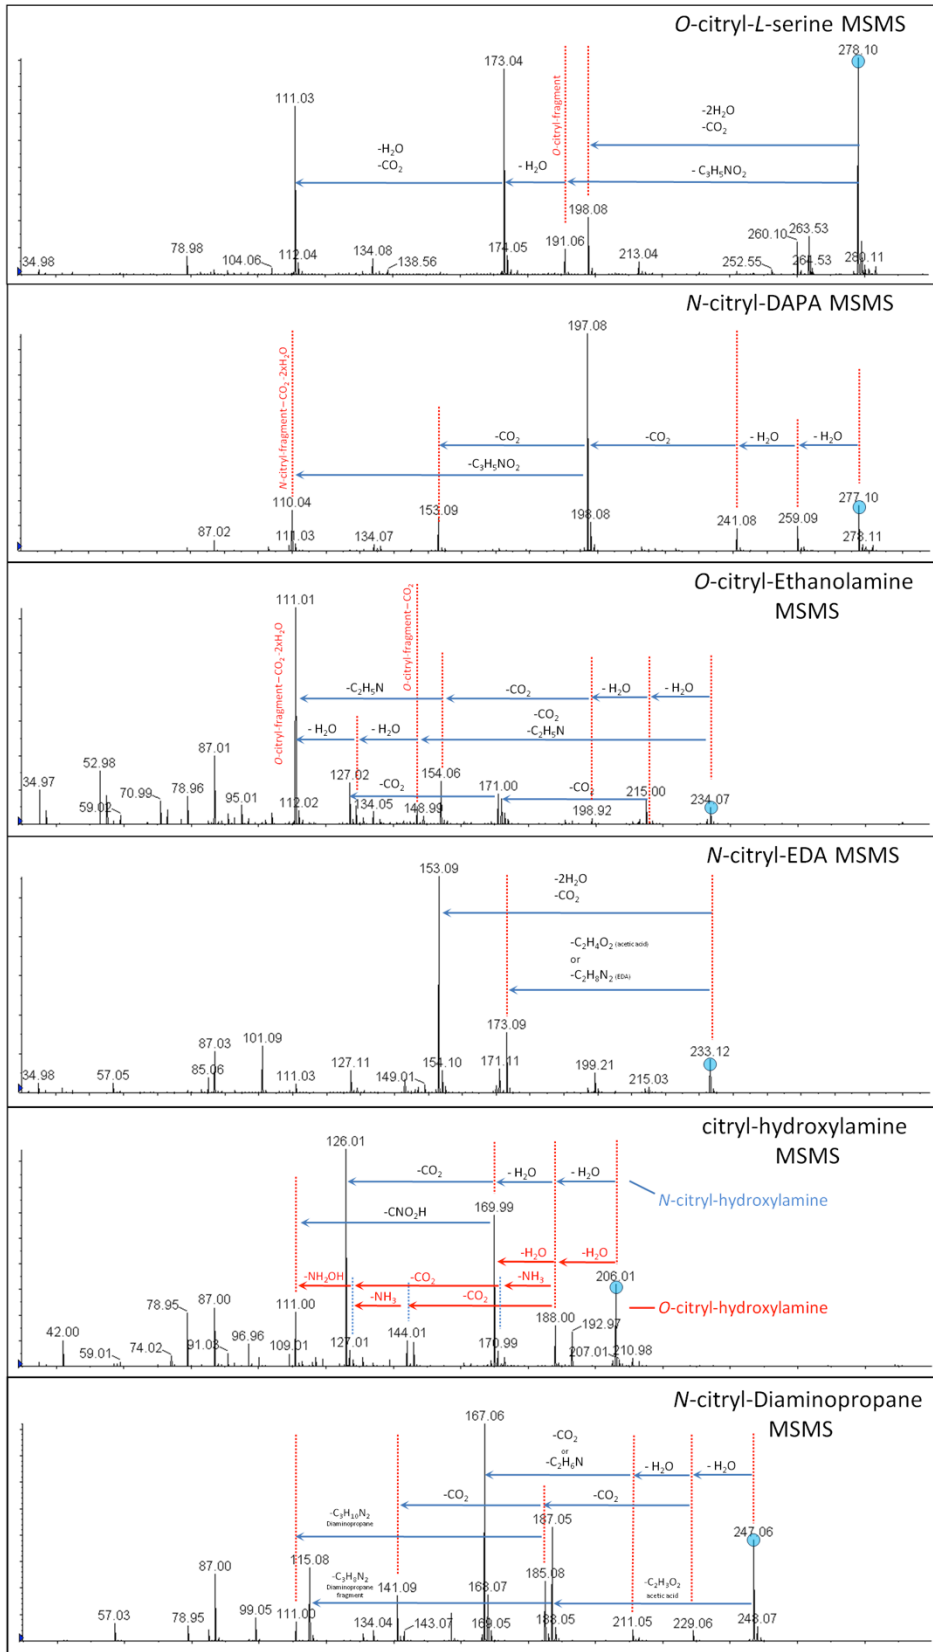 O-citryl-L-serine MSMS
278.10
173.04
111.03
O-citryl-fragment
-2H₂O
-CO₂
-H₂O
-CO₂
- H₂O
- C₃H₅NO₂
198.08
34.98
78.98
104.06
112.04
134.08
138.56
174.05
191.06
213.04
252.55
260.10
263.53
264.53
280.11
N-citryl-DAPA MSMS
197.08
N-citryl-fragment–CO₂-2xH₂O
-CO₂
-CO₂
- H₂O
- H₂O
-C₃H₅NO₂
277.10
110.04
153.09
87.02
111.03
134.07
198.08
241.08
259.09
278.11
O-citryl-Ethanolamine
MSMS
111.01
O-citryl-fragment–CO₂-2xH₂O
O-citryl-fragment–CO₂
-C₂H₅N
-CO₂
- H₂O
- H₂O
-CO₂
-C₂H₅N
- H₂O
- H₂O
87.01
52.98
127.02
154.06
-CO₂
171.00
-CO₂
215.00
234.07
34.97
59.02
70.99
78.96
95.01
112.02
134.05
148.99
198.92
N-citryl-EDA MSMS
153.09
-2H₂O
-CO₂
-C₂H₄O₂ (acetic acid)
or
-C₂H₈N₂ (EDA)
173.09
101.09
87.03
233.12
34.98
57.05
85.06
111.03
127.11
149.01
154.10
171.11
199.21
215.03
citryl-hydroxylamine
MSMS
126.01
-CO₂
- H₂O
- H₂O
N-citryl-hydroxylamine
-CNO₂H
169.99
-H₂O
-H₂O
-NH₂OH
-CO₂
-NH₃
-NH₃
-CO₂
206.01
O-citryl-hydroxylamine
78.95
87.00
111.00
188.00
192.97
42.00
59.01
74.02
91.03
96.96
109.01
127.01
144.01
170.99
207.01
210.98
N-citryl-Diaminopropane
MSMS
167.06
-CO₂
or
-C₂H₆N
- H₂O
- H₂O
-CO₂
-CO₂
-C₃H₁₀N₂
Diaminopropane
187.05
247.06
87.00
115.08
-C₃H₈N₂
Diaminopropane
fragment
141.09
168.07
185.08
-C₂H₃O₂
acetic acid
57.03
78.95
99.05
111.00
134.04
143.07
169.05
188.05
211.05
229.06
248.07